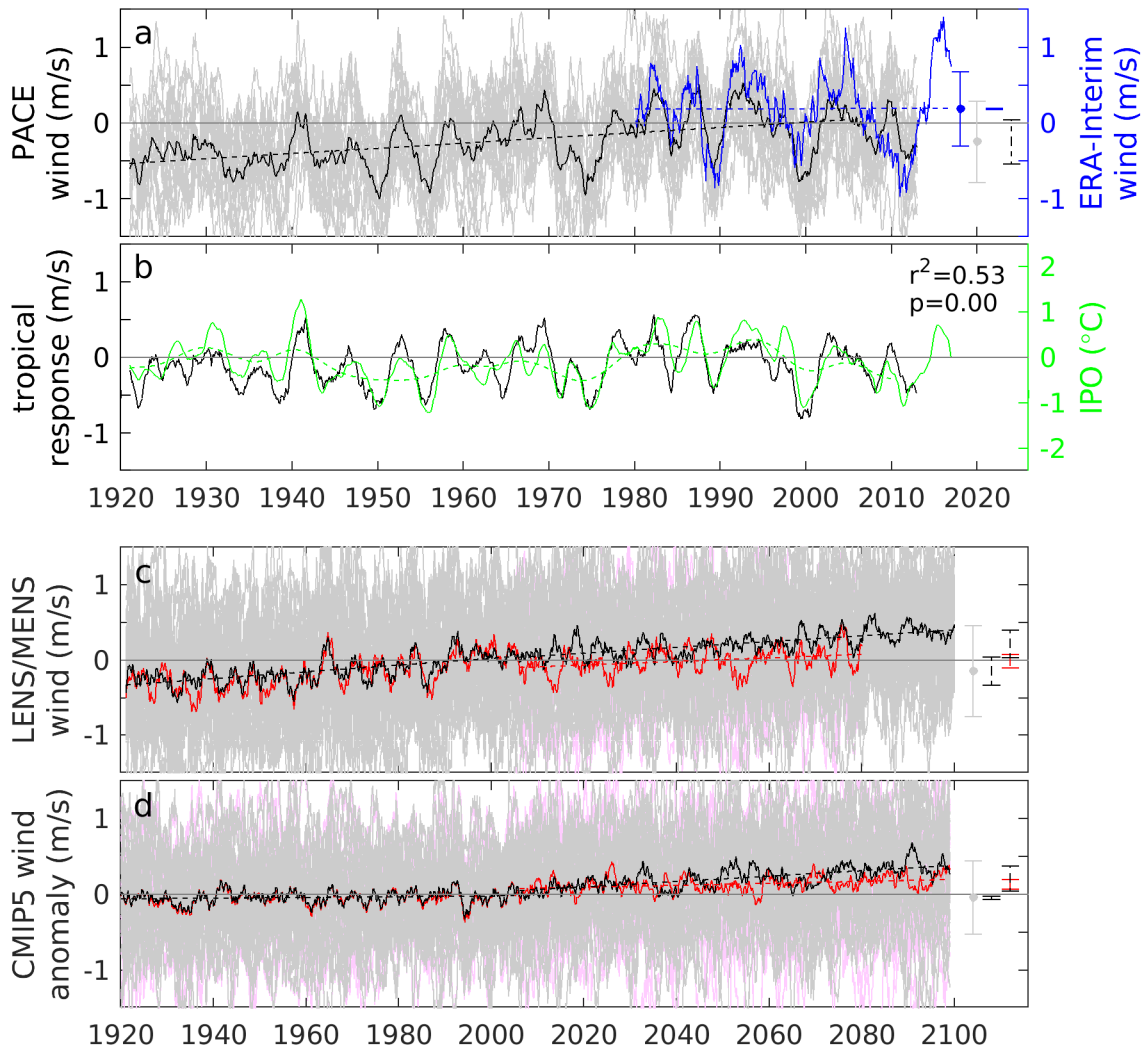 a
PACE
wind (m/s)
1
0
-1
1
0
-1
ERA-Interim
wind (m/s)
b
tropical
response (m/s)
1
0
-1
r²=0.53
p=0.00
2
1
0
-1
-2
IPO (°C)
1920 1930 1940 1950 1960 1970 1980 1990 2000 2010 2020
c
LENS/MENS
wind (m/s)
1
0
-1
d
CMIP5 wind
anomaly (m/s)
1
0
-1
1920 1940 1960 1980 2000 2020 2040 2060 2080 2100